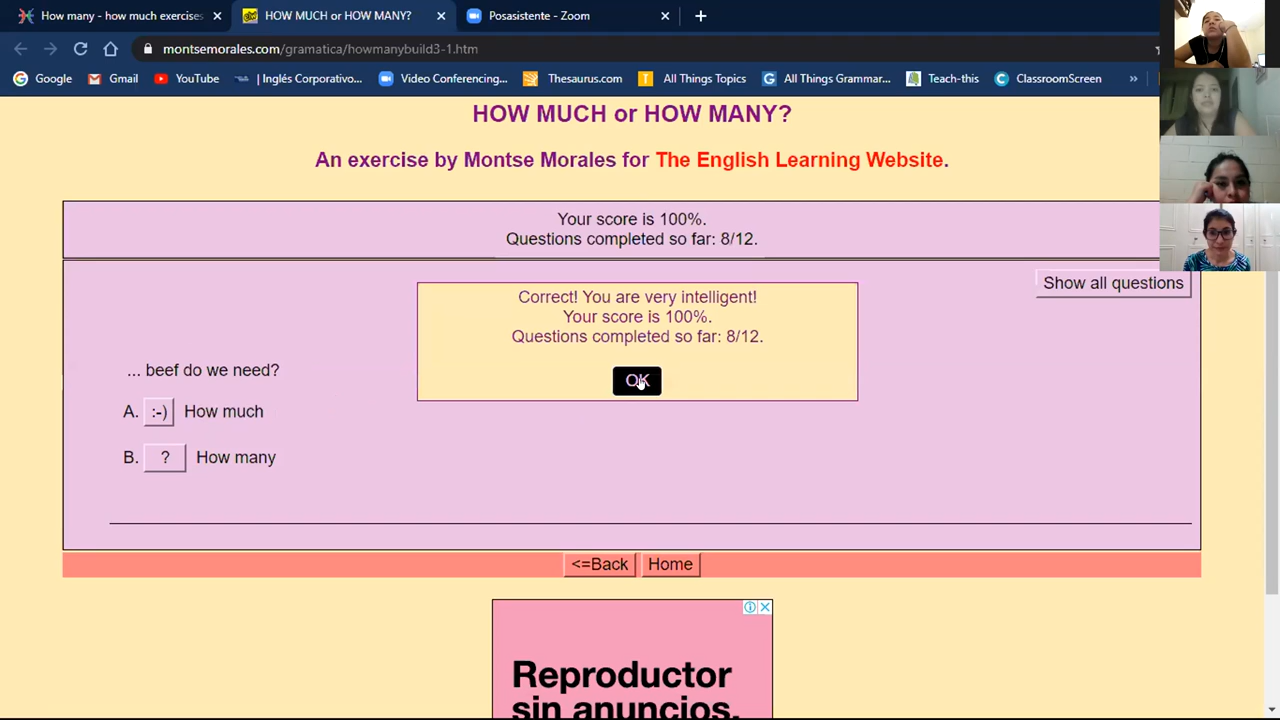 How many - how much exercises
HOW MUCH or HOW MANY?
Posasistente - Zoom
montsemorales.com/gramatica/howmanybuild3-1.htm
Google
Gmail
YouTube
| Inglés Corporativo...
Video Conferencing...
Thesaurus.com
All Things Topics
All Things Grammar...
Teach-this
ClassroomScreen
»
HOW MUCH or HOW MANY?
An exercise by Montse Morales for The English Learning Website.
Your score is 100%.
Questions completed so far: 8/12.
Show all questions
Correct! You are very intelligent!
Your score is 100%.
Questions completed so far: 8/12.
OK
... beef do we need?
A. :-) How much
B. ? How many
<=Back
Home
Reproductor
sin anuncios.